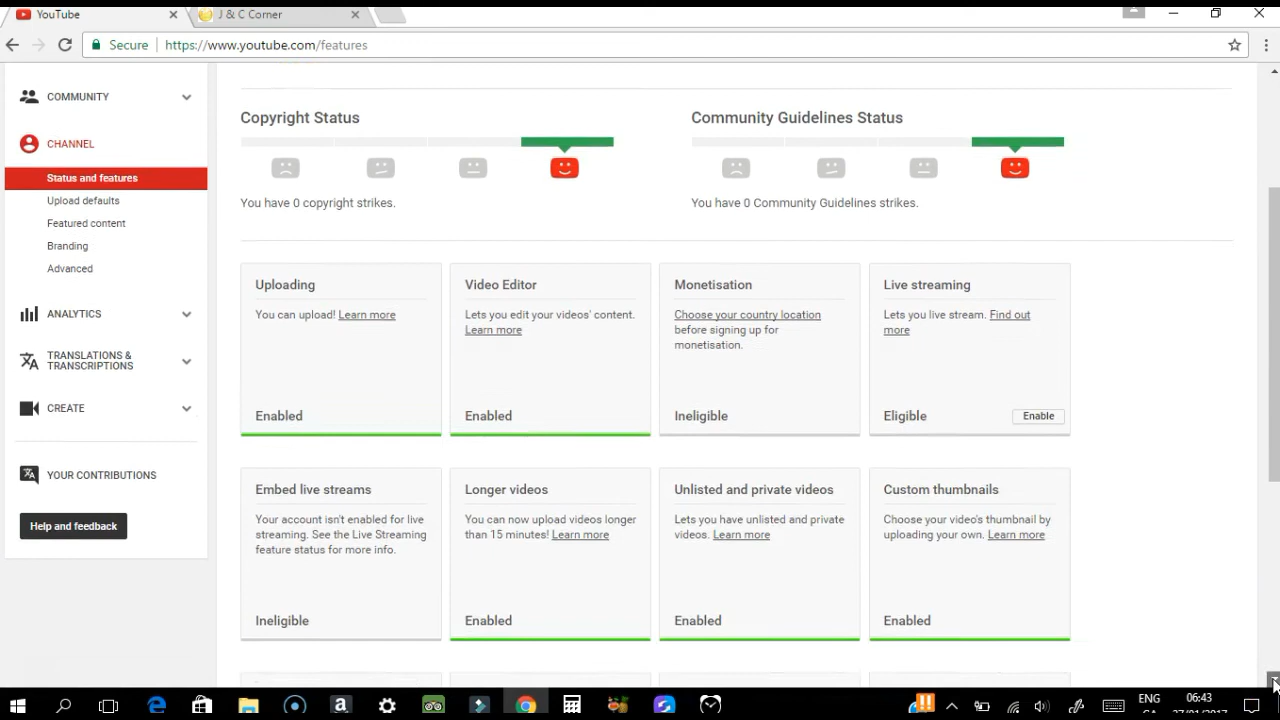 YouTube
J & C Corner
Secure
https://www.youtube.com/features
COMMUNITY
CHANNEL
Status and features
Upload defaults
Featured content
Branding
Advanced
ANALYTICS
TRANSLATIONS &
TRANSCRIPTIONS
CREATE
YOUR CONTRIBUTIONS
Help and feedback
Copyright Status
You have 0 copyright strikes.
Community Guidelines Status
You have 0 Community Guidelines strikes.
Uploading
You can upload! Learn more
Enabled
Video Editor
Lets you edit your videos' content.
Learn more
Enabled
Monetisation
Choose your country location
before signing up for
monetisation.
Ineligible
Live streaming
Lets you live stream. Find out
more
Eligible
Enable
Embed live streams
Your account isn't enabled for live
streaming. See the Live Streaming
feature status for more info.
Ineligible
Longer videos
You can now upload videos longer
than 15 minutes! Learn more
Enabled
Unlisted and private videos
Lets you have unlisted and private
videos. Learn more
Enabled
Custom thumbnails
Choose your video's thumbnail by
uploading your own. Learn more
Enabled
ENG
06:43
27/01/2017